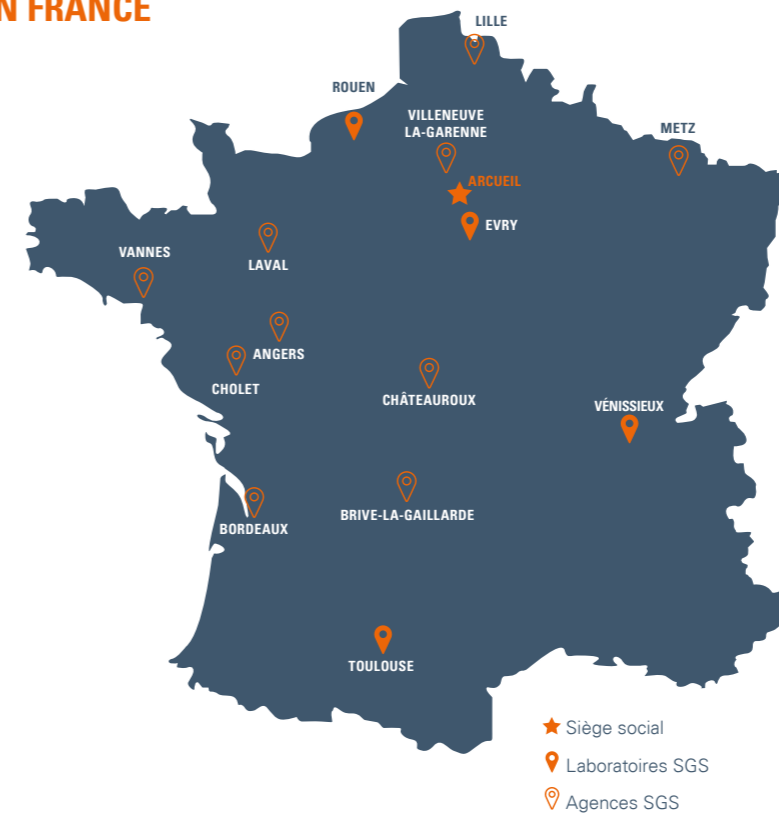 N FRANCE
LILLE
ROUEN
VILLENEUVE
LA-GARENNE
METZ
ARCUEIL
EVRY
VANNES
LAVAL
ANGERS
CHOLET
CHÂTEAUROUX
VÉNISSIEUX
BRIVE-LA-GAILLARDE
BORDEAUX
TOULOUSE
Siège social
Laboratoires SGS
Agences SGS